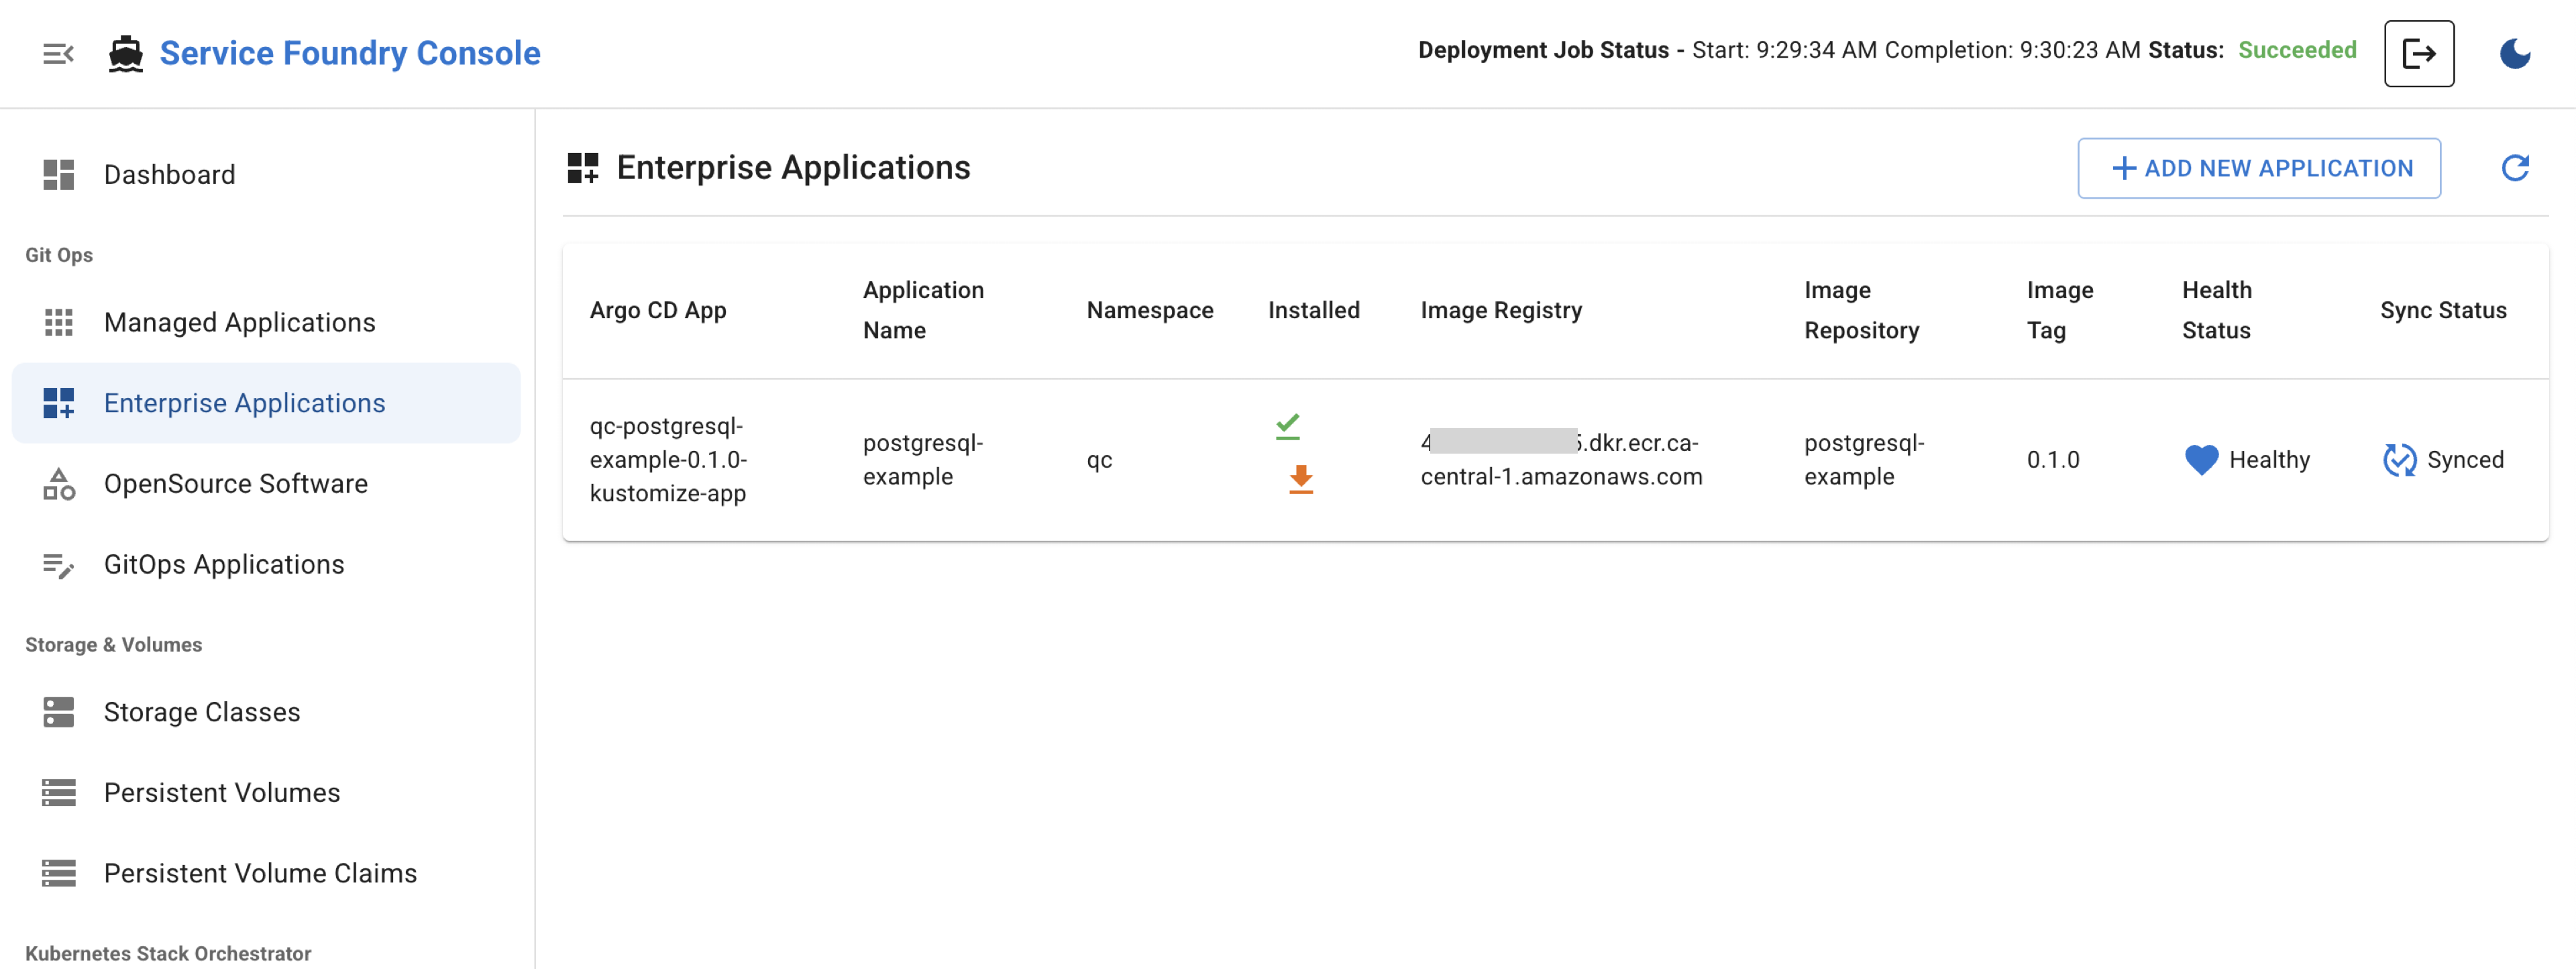 Service Foundry Console
Deployment Job Status - Start: 9:29:34 AM Completion: 9:30:23 AM Status: Succeeded
Dashboard
Git Ops
Managed Applications
Enterprise Applications
OpenSource Software
GitOps Applications
Storage & Volumes
Storage Classes
Persistent Volumes
Persistent Volume Claims
Kubernetes Stack Orchestrator
Enterprise Applications
ADD NEW APPLICATION
Argo CD App
Application
Name
Namespace
Installed
Image Registry
Image
Repository
Image
Tag
Health
Status
Sync Status
qc-postgresql-
example-0.1.0-
kustomize-app
postgresql-
example
qc
.dkr.ecr.ca-
central-1.amazonaws.com
postgresql-
example
0.1.0
Healthy
Synced